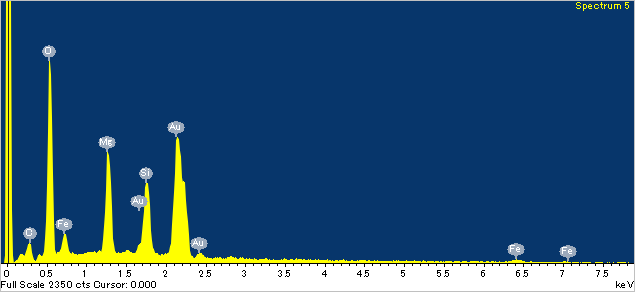 Spectrum 5
O
Au
Mg
Si
Au
Fe
C
Au
Fe
Fe
0 0.5 1 1.5 2 2.5 3 3.5 4 4.5 5 5.5 6 6.5 7 7.5
Full Scale 2350 cts Cursor: 0.000 keV